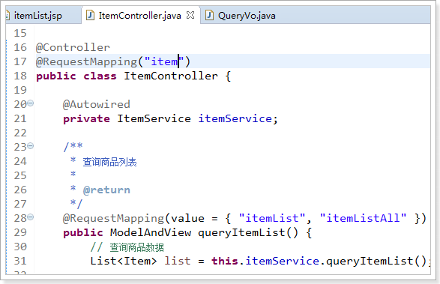 itemList.jsp ItemController.java QueryVo.java
15
16 @Controller
17 @RequestMapping("item")
18 public class ItemController {
19
20 @Autowired
21 private ItemService itemService;
22
23 /**
24 * 查询商品列表
25 *
26 * @return
27 */
28 @RequestMapping(value = { "itemList", "itemListAll" })
29 public ModelAndView queryItemList() {
30 // 查询商品数据
31 List<Item> list = this.itemService.queryItemList();